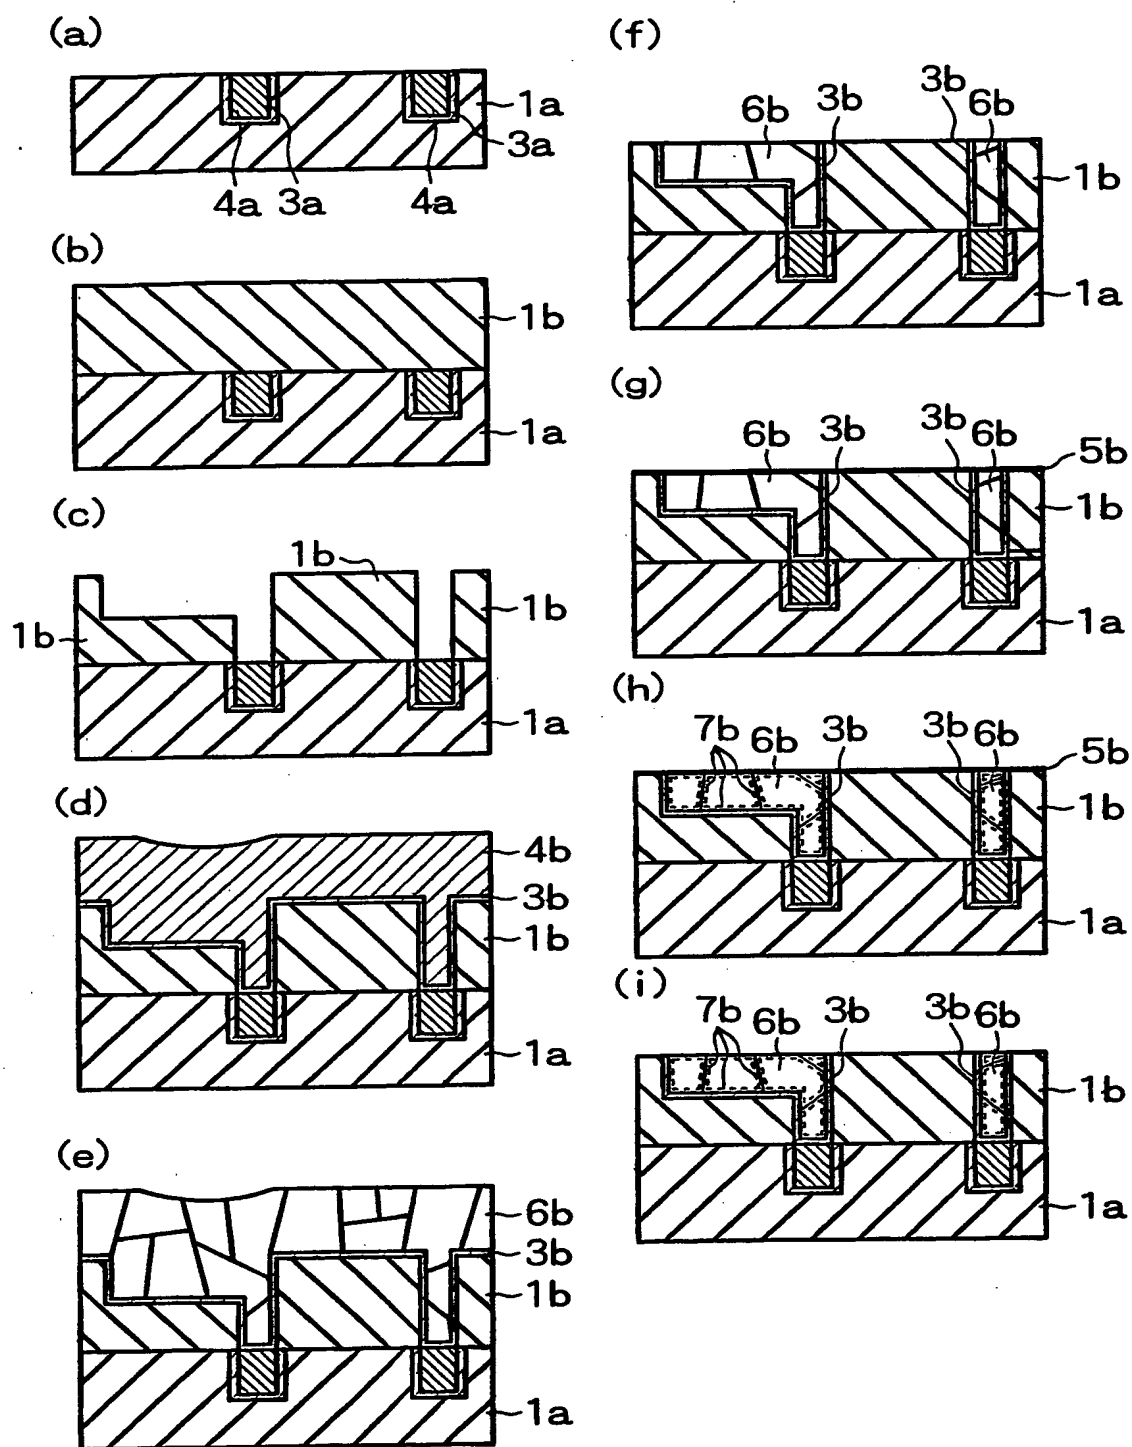 (a)
1a
3a
4a 3a 4a
(b)
1b
1a
(c)
1b
1b
1b
1a
(d)
4b
3b
1b
1a
(e)
6b
3b
1b
1a
(f)
6b 3b 3b 6b
1b
1a
(g)
6b 3b 3b 6b 5b
1b
1a
(h)
7b 6b 3b 3b 6b 5b
1b
1a
(i)
7b 6b 3b 3b 6b
1b
1a